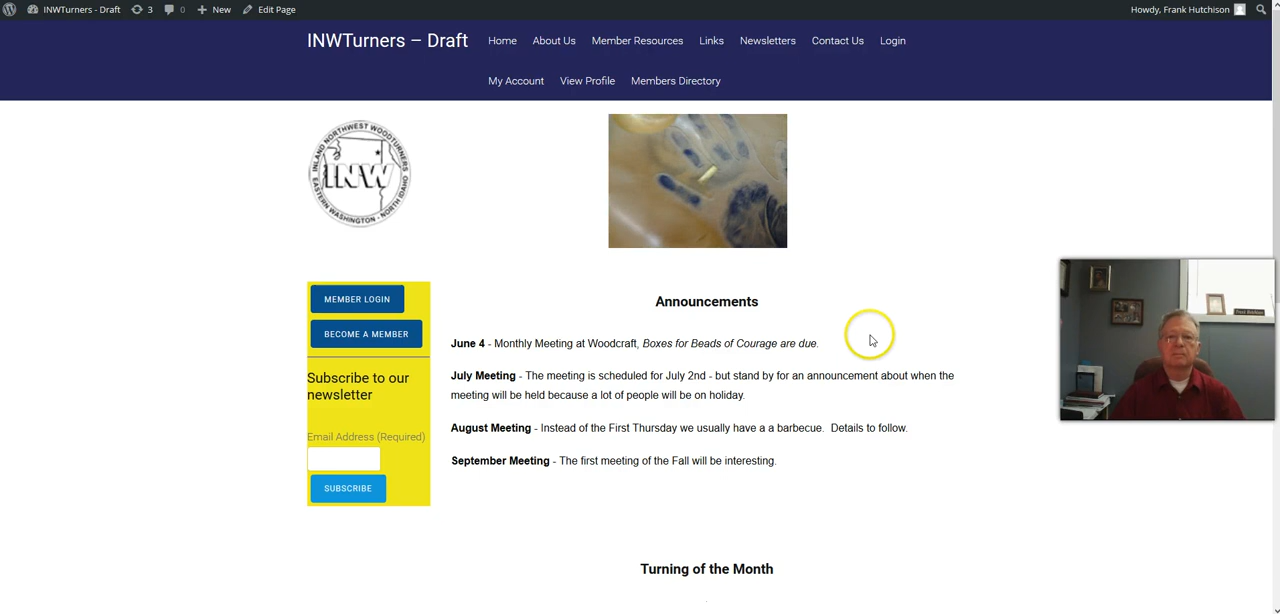 INWTurners - Draft 3 0 New Edit Page Howdy, Frank Hutchison
INWTurners – Draft Home About Us Member Resources Links Newsletters Contact Us Login
My Account View Profile Members Directory
INLAND NORTHWEST WOODTURNERS
INW
EASTERN WASHINGTON - NORTH IDAHO
MEMBER LOGIN
BECOME A MEMBER
Subscribe to our
newsletter
Email Address (Required)
SUBSCRIBE
Announcements
June 4 - Monthly Meeting at Woodcraft, Boxes for Beads of Courage are due.
July Meeting - The meeting is scheduled for July 2nd - but stand by for an announcement about when the
meeting will be held because a lot of people will be on holiday.
August Meeting - Instead of the First Thursday we usually have a a barbecue. Details to follow.
September Meeting - The first meeting of the Fall will be interesting.
Turning of the Month